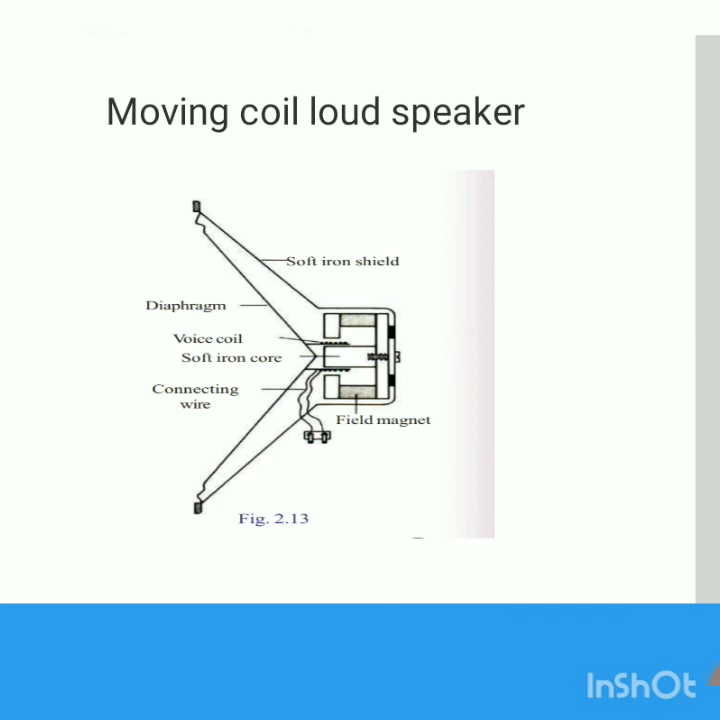 Moving coil loud speaker
Soft iron shield
Diaphragm
Voice coil
Soft iron core
Connecting
wire
Field magnet
Fig. 2.13
InShOt